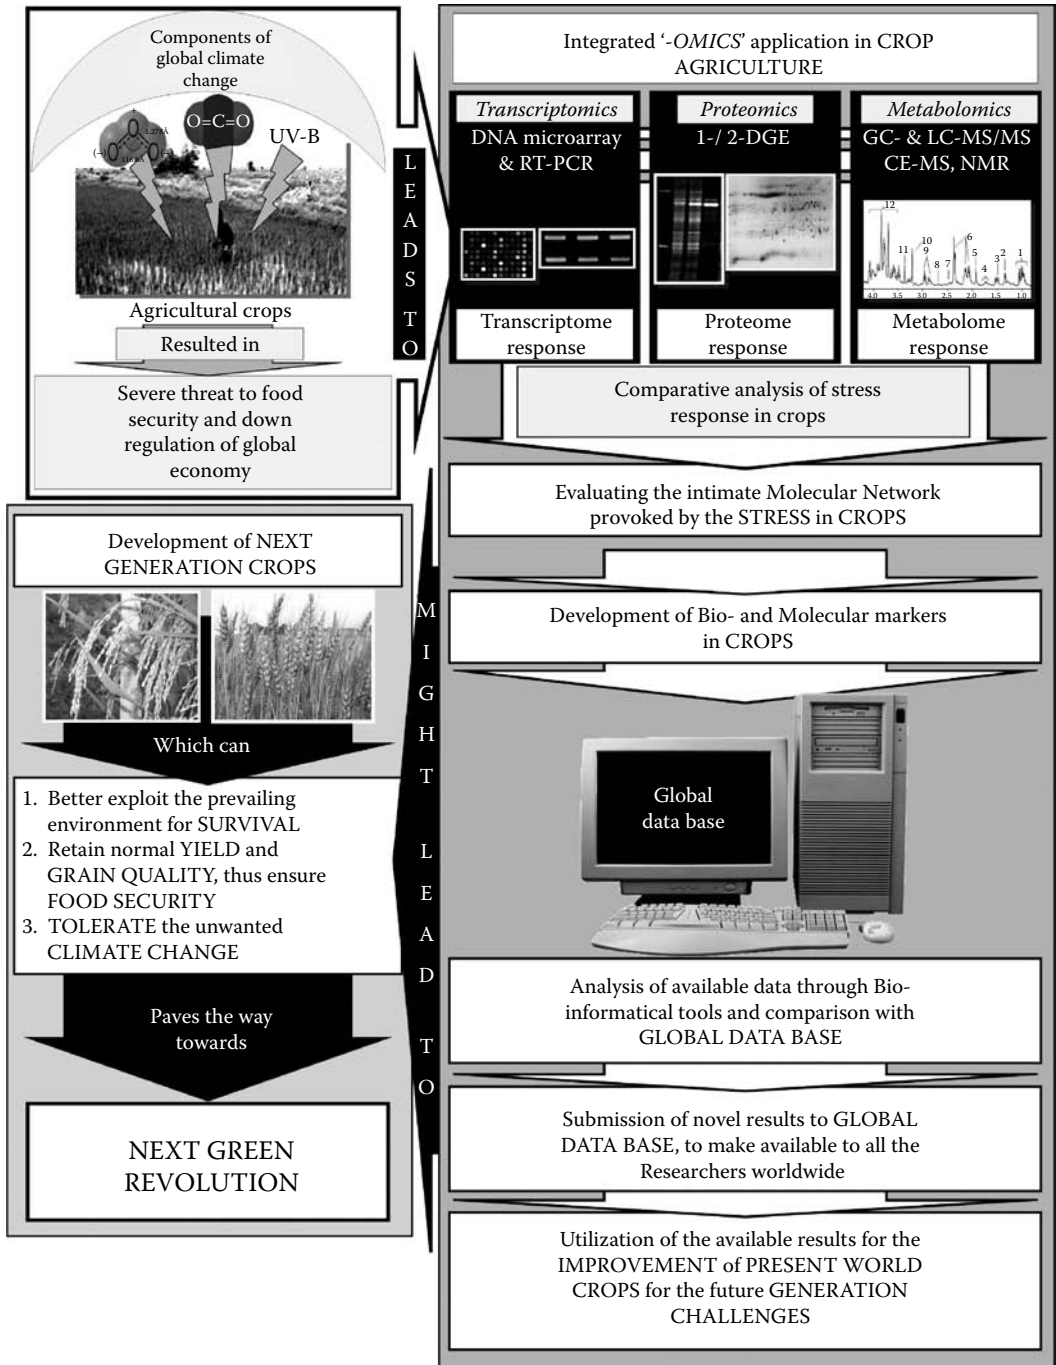 Components of
global climate
change
+
1.278Å
116.8Å
(–)
(–)
O=C=O
UV-B
Agricultural crops
Resulted in
Severe threat to food
security and down
regulation of global
economy
LEADS TO
Integrated ‘-OMICS’ application in CROP
AGRICULTURE
Transcriptomics
DNA microarray
& RT-PCR
Transcriptome
response
Proteomics
1-/ 2-DGE
Proteome
response
Metabolomics
GC- & LC-MS/MS
CE-MS, NMR
12
11
10
9
8
7
6
5
4
3
2
1
4.0 3.5 3.0 2.5 2.0 1.5 1.0
Metabolome
response
Comparative analysis of stress
response in crops
Evaluating the intimate Molecular Network
provoked by the STRESS in CROPS
Development of Bio- and Molecular markers
in CROPS
Global
data base
Analysis of available data through Bio-
informatical tools and comparison with
GLOBAL DATA BASE
Submission of novel results to GLOBAL
DATA BASE, to make available to all the
Researchers worldwide
Utilization of the available results for the
IMPROVEMENT of PRESENT WORLD
CROPS for the future GENERATION
CHALLENGES
MIGHT LEAD TO
Development of NEXT
GENERATION CROPS
Which can
1. Better exploit the prevailing
environment for SURVIVAL
2. Retain normal YIELD and
GRAIN QUALITY, thus ensure
FOOD SECURITY
3. TOLERATE the unwanted
CLIMATE CHANGE
Paves the way
towards
NEXT GREEN
REVOLUTION